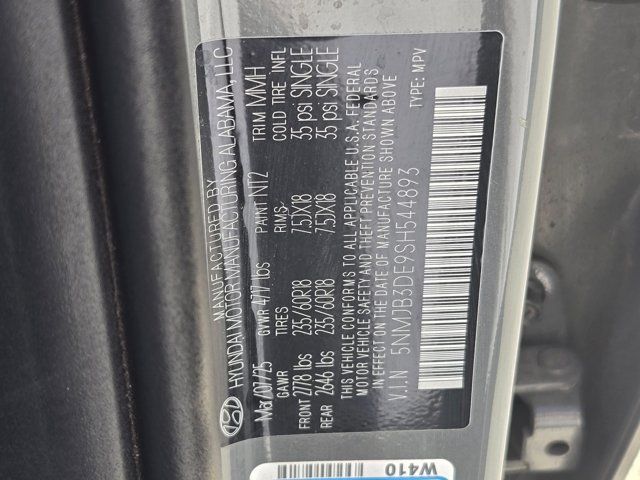 MANUFACTURED BY
HYUNDAI MOTOR MANUFACTURING ALABAMA, LLC
Mar/07/25 GVWR 4717 lbs PAINT NT2 TRIM MMH
GAWR TIRES RIMS COLD TIRE INFL
FRONT 2778 lbs 235/60R18 7.5JX18 35 psi SINGLE
REAR 2646 lbs 235/60R18 7.5JX18 35 psi SINGLE
THIS VEHICLE CONFORMS TO ALL APPLICABLE U.S.A. FEDERAL
MOTOR VEHICLE SAFETY AND THEFT PREVENTION STANDARDS
IN EFFECT ON THE DATE OF MANUFACTURE SHOWN ABOVE
V.I.N 5NMJB3DE9SH544893 TYPE: MPV
W410